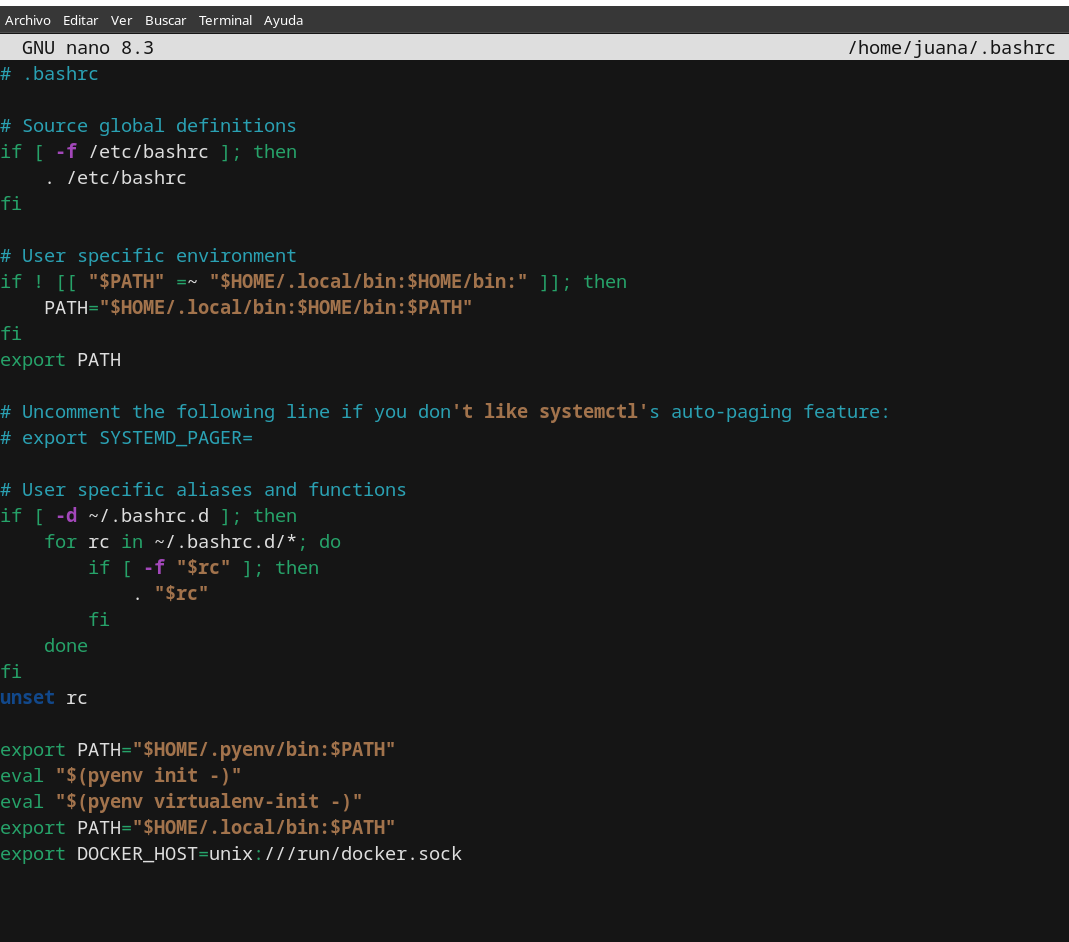 Archivo Editar Ver Buscar Terminal Ayuda
GNU nano 8.3 /home/juana/.bashrc
# .bashrc
# Source global definitions
if [ -f /etc/bashrc ]; then
    . /etc/bashrc
fi
# User specific environment
if ! [[ "$PATH" =~ "$HOME/.local/bin:$HOME/bin:" ]]; then
    PATH="$HOME/.local/bin:$HOME/bin:$PATH"
fi
export PATH
# Uncomment the following line if you don't like systemctl's auto-paging feature:
# export SYSTEMD_PAGER=
# User specific aliases and functions
if [ -d ~/.bashrc.d ]; then
    for rc in ~/.bashrc.d/*; do
        if [ -f "$rc" ]; then
            . "$rc"
        fi
    done
fi
unset rc
export PATH="$HOME/.pyenv/bin:$PATH"
eval "$(pyenv init -)"
eval "$(pyenv virtualenv-init -)"
export PATH="$HOME/.local/bin:$PATH"
export DOCKER_HOST=unix:///run/docker.sock